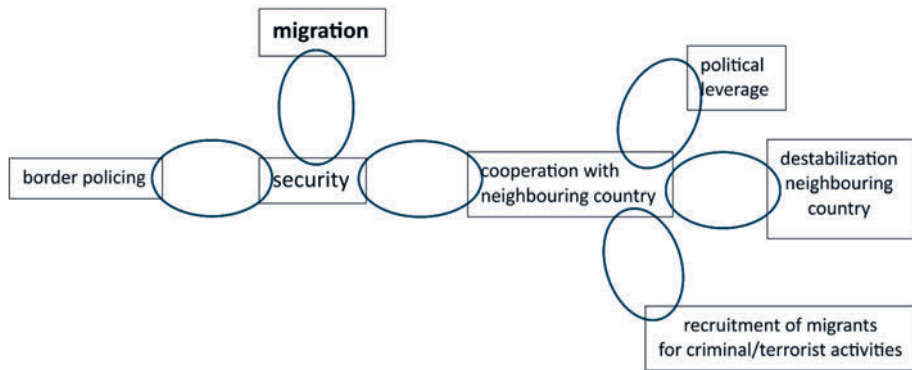 migration
political
leverage
border policing
security
cooperation with
neighbouring country
destabilization
neighbouring
country
recruitment of migrants
for criminal/terrorist activities